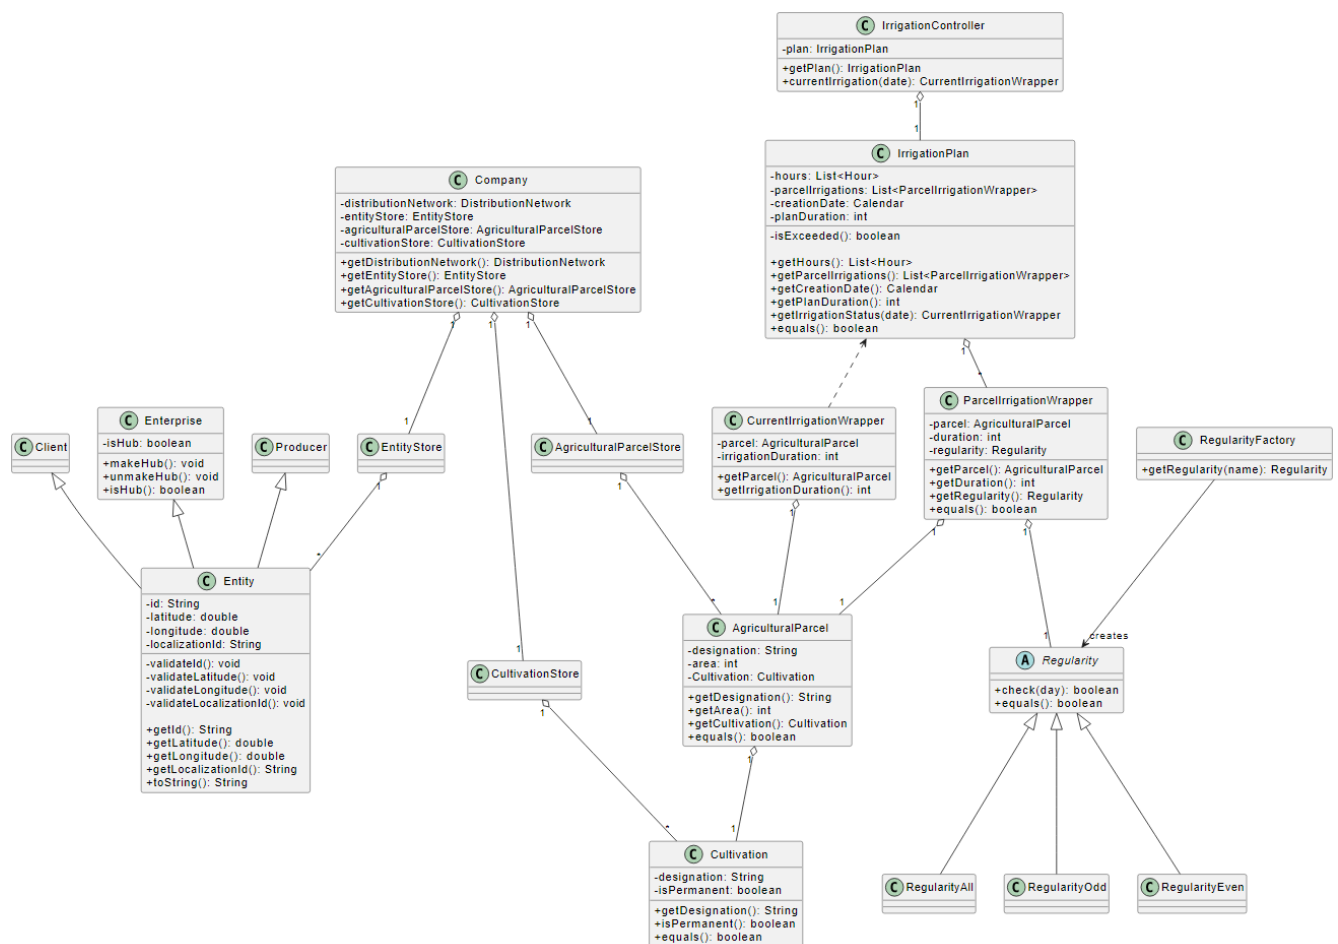 C IrrigationController
-plan: IrrigationPlan
+getPlan(): IrrigationPlan
+currentIrrigation(date): CurrentIrrigationWrapper
1
1
C IrrigationPlan
-hours: List<Hour>
-parcelIrrigations: List<ParcelIrrigationWrapper>
-creationDate: Calendar
-planDuration: int
-isExceeded(): boolean
+getHours(): List<Hour>
+getParcelIrrigations(): List<ParcelIrrigationWrapper>
+getCreationDate(): Calendar
+getPlanDuration(): int
+getIrrigationStatus(date): CurrentIrrigationWrapper
+equals(): boolean
1
*
C Company
-distributionNetwork: DistributionNetwork
-entityStore: EntityStore
-agriculturalParcelStore: AgriculturalParcelStore
-cultivationStore: CultivationStore
+getDistributionNetwork(): DistributionNetwork
+getEntityStore(): EntityStore
+getAgriculturalParcelStore(): AgriculturalParcelStore
+getCultivationStore(): CultivationStore
1
1
1
1
1
C Client
C Enterprise
-isHub: boolean
+makeHub(): void
+unmakeHub(): void
+isHub(): boolean
C Producer
C EntityStore
1
*
C AgriculturalParcelStore
1
*
C CurrentIrrigationWrapper
-parcel: AgriculturalParcel
-irrigationDuration: int
+getParcel(): AgriculturalParcel
+getIrrigationDuration(): int
1
1
C ParcelIrrigationWrapper
-parcel: AgriculturalParcel
-duration: int
-regularity: Regularity
+getParcel(): AgriculturalParcel
+getDuration(): int
+getRegularity(): Regularity
+equals(): boolean
1
1
1
1
C RegularityFactory
+getRegularity(name): Regularity
creates
C Entity
-id: String
-latitude: double
-longitude: double
-localizationId: String
-validateId(): void
-validateLatitude(): void
-validateLongitude(): void
-validateLocalizationId(): void
+getId(): String
+getLatitude(): double
+getLongitude(): double
+getLocalizationId(): String
+toString(): String
1
C CultivationStore
1
*
C AgriculturalParcel
-designation: String
-area: int
-Cultivation: Cultivation
+getDesignation(): String
+getArea(): int
+getCultivation(): Cultivation
+equals(): boolean
1
1
A Regularity
+check(day): boolean
+equals(): boolean
C Cultivation
-designation: String
-isPermanent: boolean
+getDesignation(): String
+isPermanent(): boolean
+equals(): boolean
C RegularityAll
C RegularityOdd
C RegularityEven